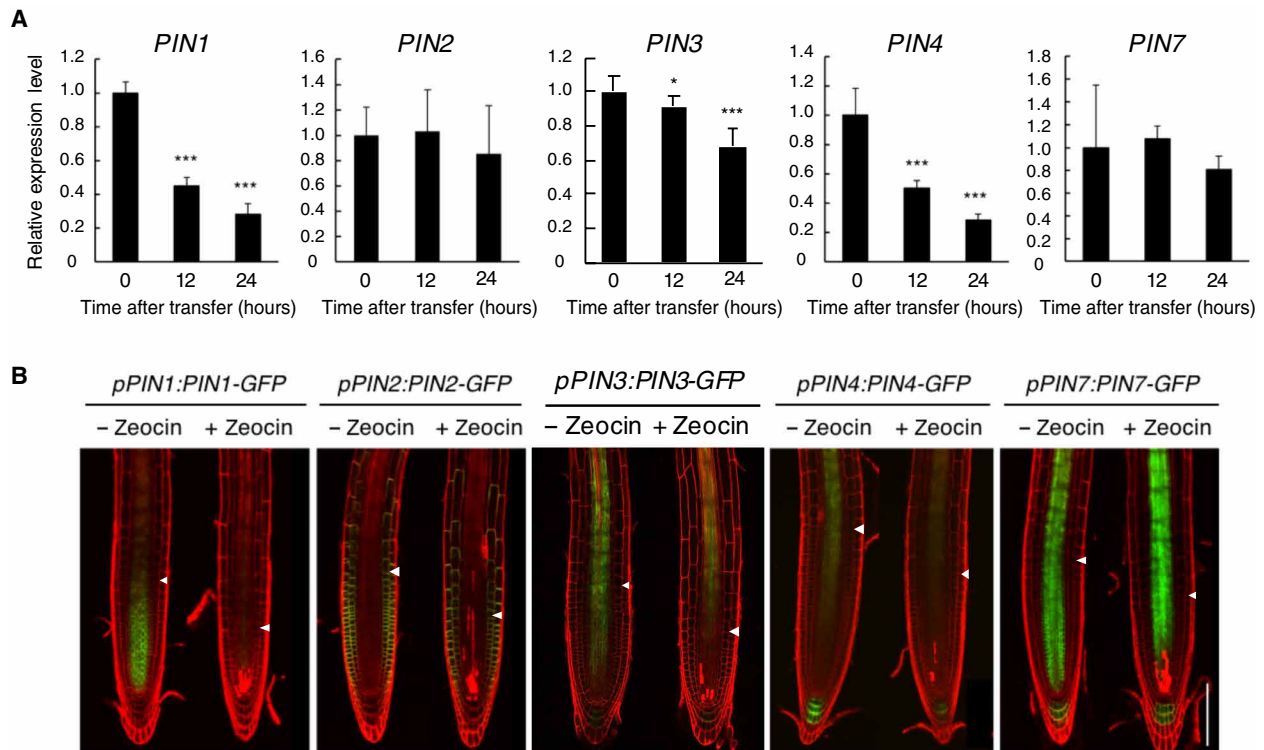 A
PIN1 PIN2 PIN3 PIN4 PIN7
Relative expression level
1.2
1.0
0.8
0.6
0.4
0.2
0
*** ***
0 12 24
Time after transfer (hours)
1.6
1.4
1.2
1.0
0.8
0.6
0.4
0.2
0
0 12 24
Time after transfer (hours)
1.2
1.0
0.8
0.6
0.4
0.2
0
* ***
0 12 24
Time after transfer (hours)
1.4
1.2
1.0
0.8
0.6
0.4
0.2
0
*** ***
0 12 24
Time after transfer (hours)
1.8
1.6
1.4
1.2
1.0
0.8
0.6
0.4
0.2
0
0 12 24
Time after transfer (hours)
B
pPIN1:PIN1-GFP pPIN2:PIN2-GFP pPIN3:PIN3-GFP pPIN4:PIN4-GFP pPIN7:PIN7-GFP
– Zeocin + Zeocin – Zeocin + Zeocin – Zeocin + Zeocin – Zeocin + Zeocin – Zeocin + Zeocin